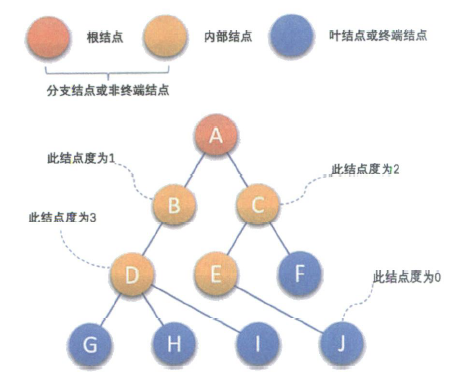 根结点 内部结点 叶结点或终端结点
分支结点或非终端结点
A
此结点度为1
此结点度为2
B C
此结点度为3
D E F
此结点度为0
G H I J